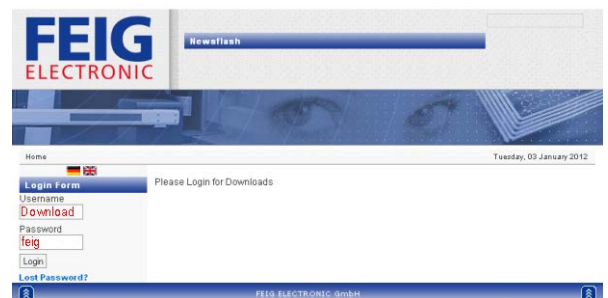 FEIG
ELECTRONIC
Newsflash
Home
Tuesday, 03 January 2012
Login Form
Please Login for Downloads
Username
Download
Password
feig
Login
Lost Password?
FEIG ELECTRONIC GmbH